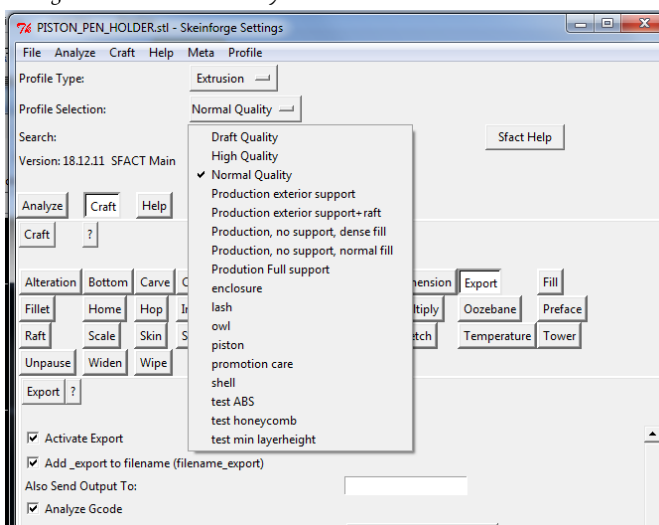 PISTON_PEN_HOLDER.stl - Skeinforge Settings
File Analyze Craft Help Meta Profile
Profile Type: Extrusion
Profile Selection: Normal Quality
Search:
Sfact Help
Version: 18.12.11 SFACT Main
Draft Quality
High Quality
Normal Quality
Production exterior support
Production exterior support+raft
Production, no support, dense fill
Production, no support, normal fill
Prodution Full support
enclosure
lash
owl
piston
promotion care
shell
test ABS
test honeycomb
test min layerheight
Analyze Craft Help
Craft ?
Alteration Bottom Carve Export Fill
Fillet Home Hop Oozebane Preface
Raft Scale Skin Temperature Tower
Unpause Widen Wipe
Export ?
Activate Export
Add _export to filename (filename_export)
Also Send Output To:
Analyze Gcode